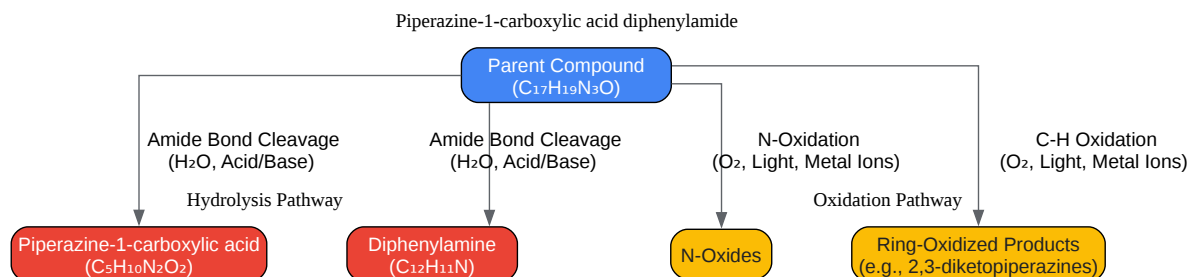 Piperazine-1-carboxylic acid diphenylamide
Parent Compound
(C₁₇H₁₉N₃O)
Amide Bond Cleavage
(H₂O, Acid/Base)
Amide Bond Cleavage
(H₂O, Acid/Base)
N-Oxidation
(O₂, Light, Metal Ions)
C-H Oxidation
(O₂, Light, Metal Ions)
Hydrolysis Pathway
Oxidation Pathway
Piperazine-1-carboxylic acid
(C₅H₁₀N₂O₂)
Diphenylamine
(C₁₂H₁₁N)
N-Oxides
Ring-Oxidized Products
(e.g., 2,3-diketopiperazines)